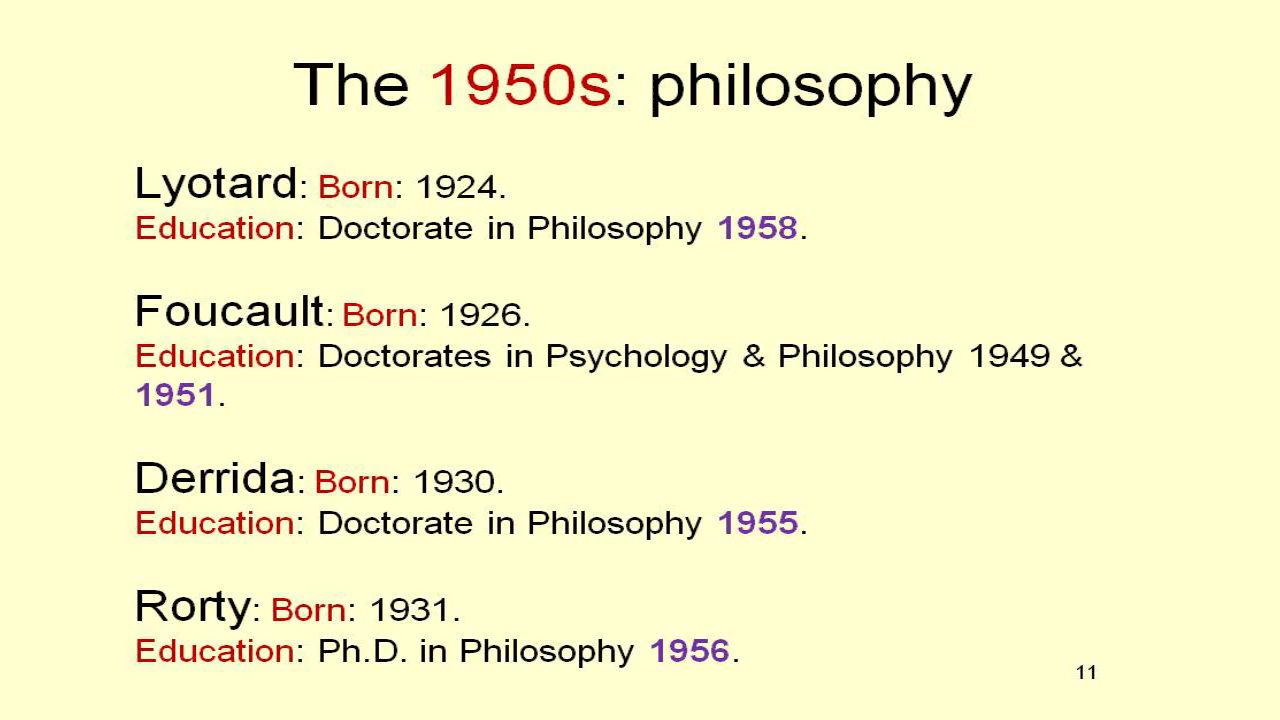 The 1950s: philosophy
Lyotard: Born: 1924.
Education: Doctorate in Philosophy 1958.
Foucault: Born: 1926.
Education: Doctorates in Psychology & Philosophy 1949 &
1951.
Derrida: Born: 1930.
Education: Doctorate in Philosophy 1955.
Rorty: Born: 1931.
Education: Ph.D. in Philosophy 1956.
11